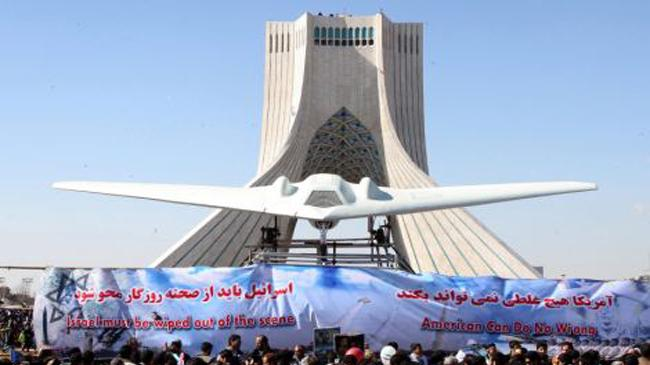 اسرائیل باید از صحنه روزگار محو شود
Israel must be wiped out of the scene
آمریکا هیچ غلطی نمی تواند بکند
American Can Do No Wrong